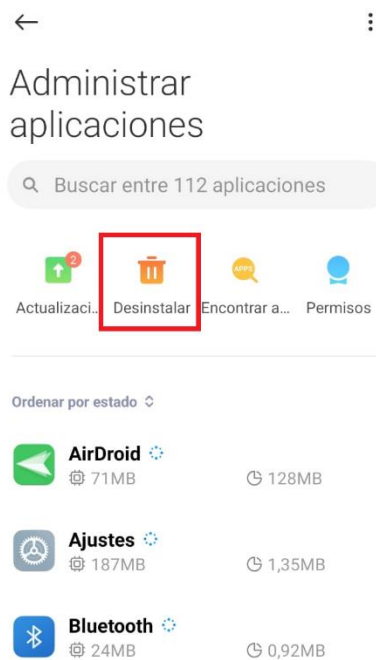 Administrar
aplicaciones
Buscar entre 112 aplicaciones
2
APPS
Actualizaci... Desinstalar Encontrar a... Permisos
Ordenar por estado
AirDroid
71MB 128MB
Ajustes
187MB 1,35MB
Bluetooth
24MB 0,92MB